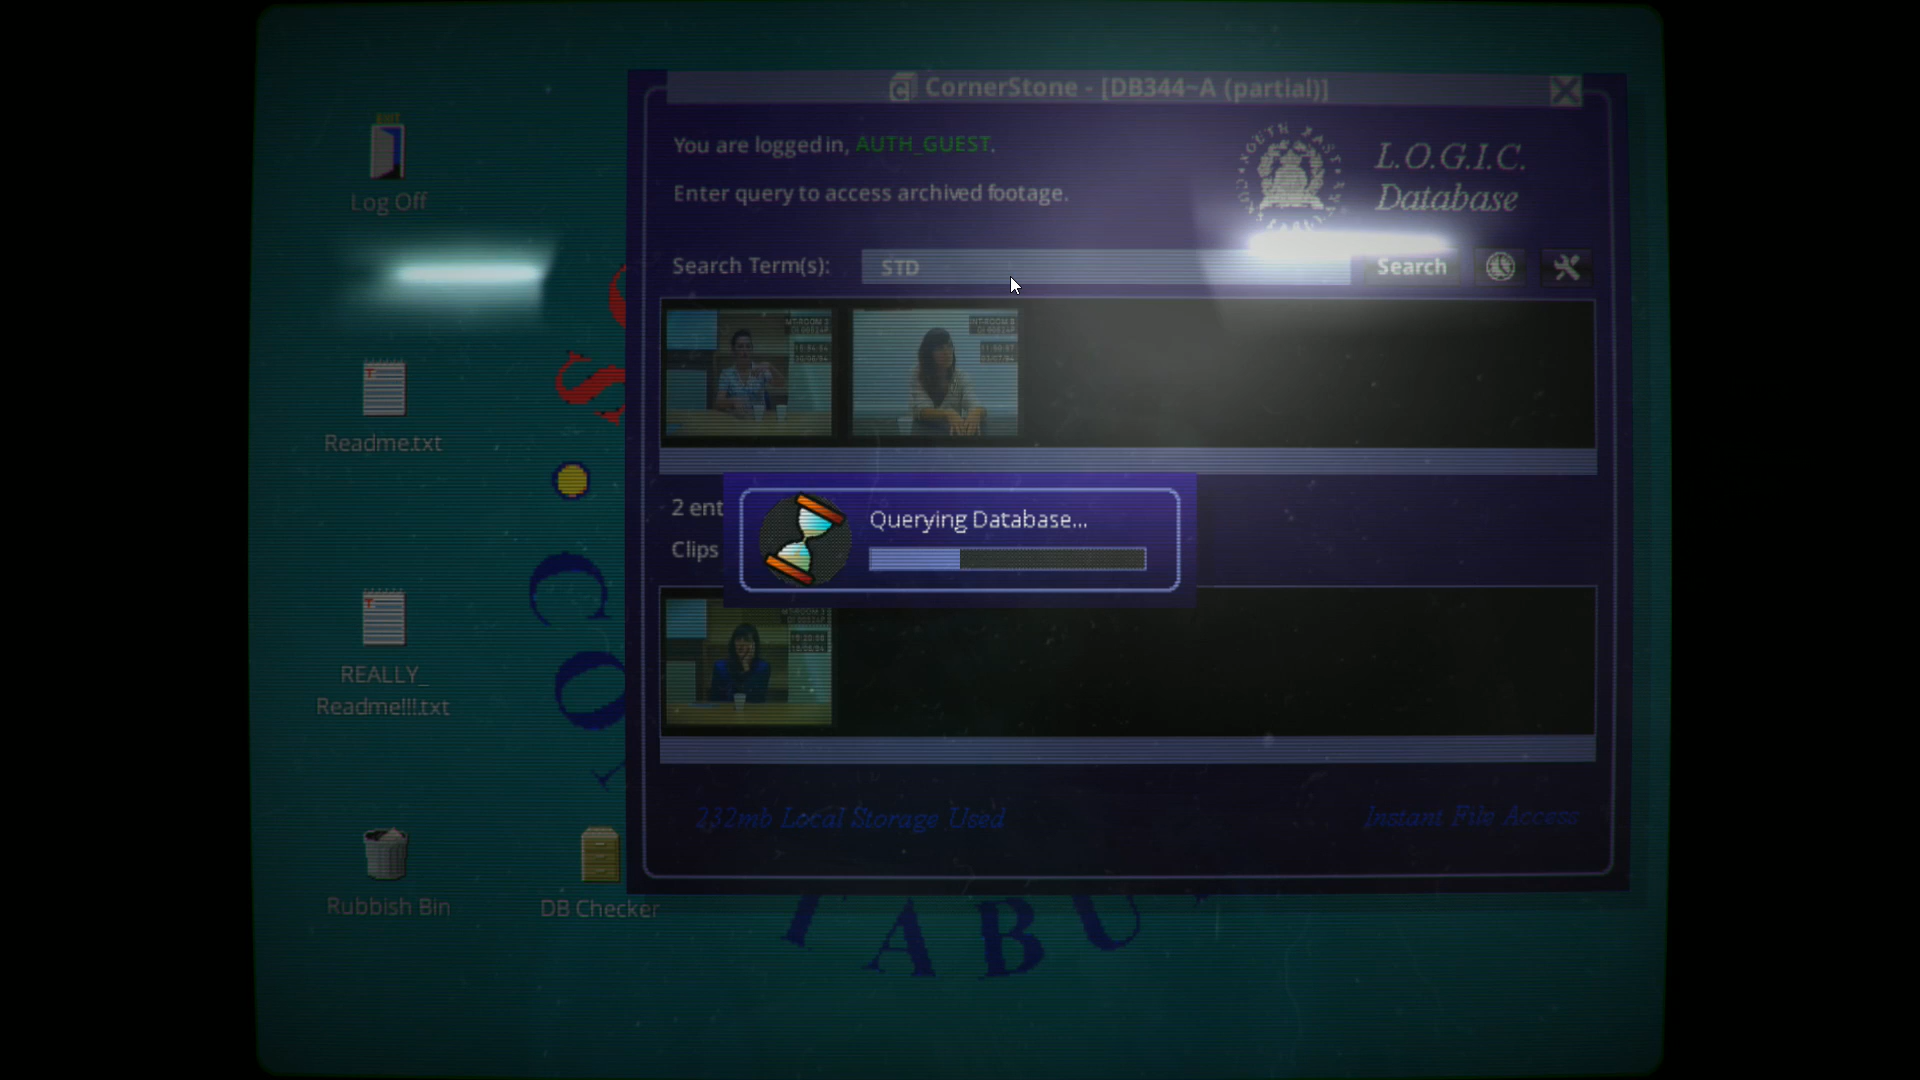 CornerStone - [DB344~A (partial)]
You are logged in, AUTH_GUEST.
Enter query to access archived footage.
L.O.G.I.C.
Database
Search Term(s):
STD
Search
BOOT
Log Off
Readme.txt
REALLY_
Readme!!!.txt
Rubbish Bin
DB Checker
2 ent
Clips
Querying Database...
232mb Local Storage Used
Instant File Access
S
C
O
T A B U